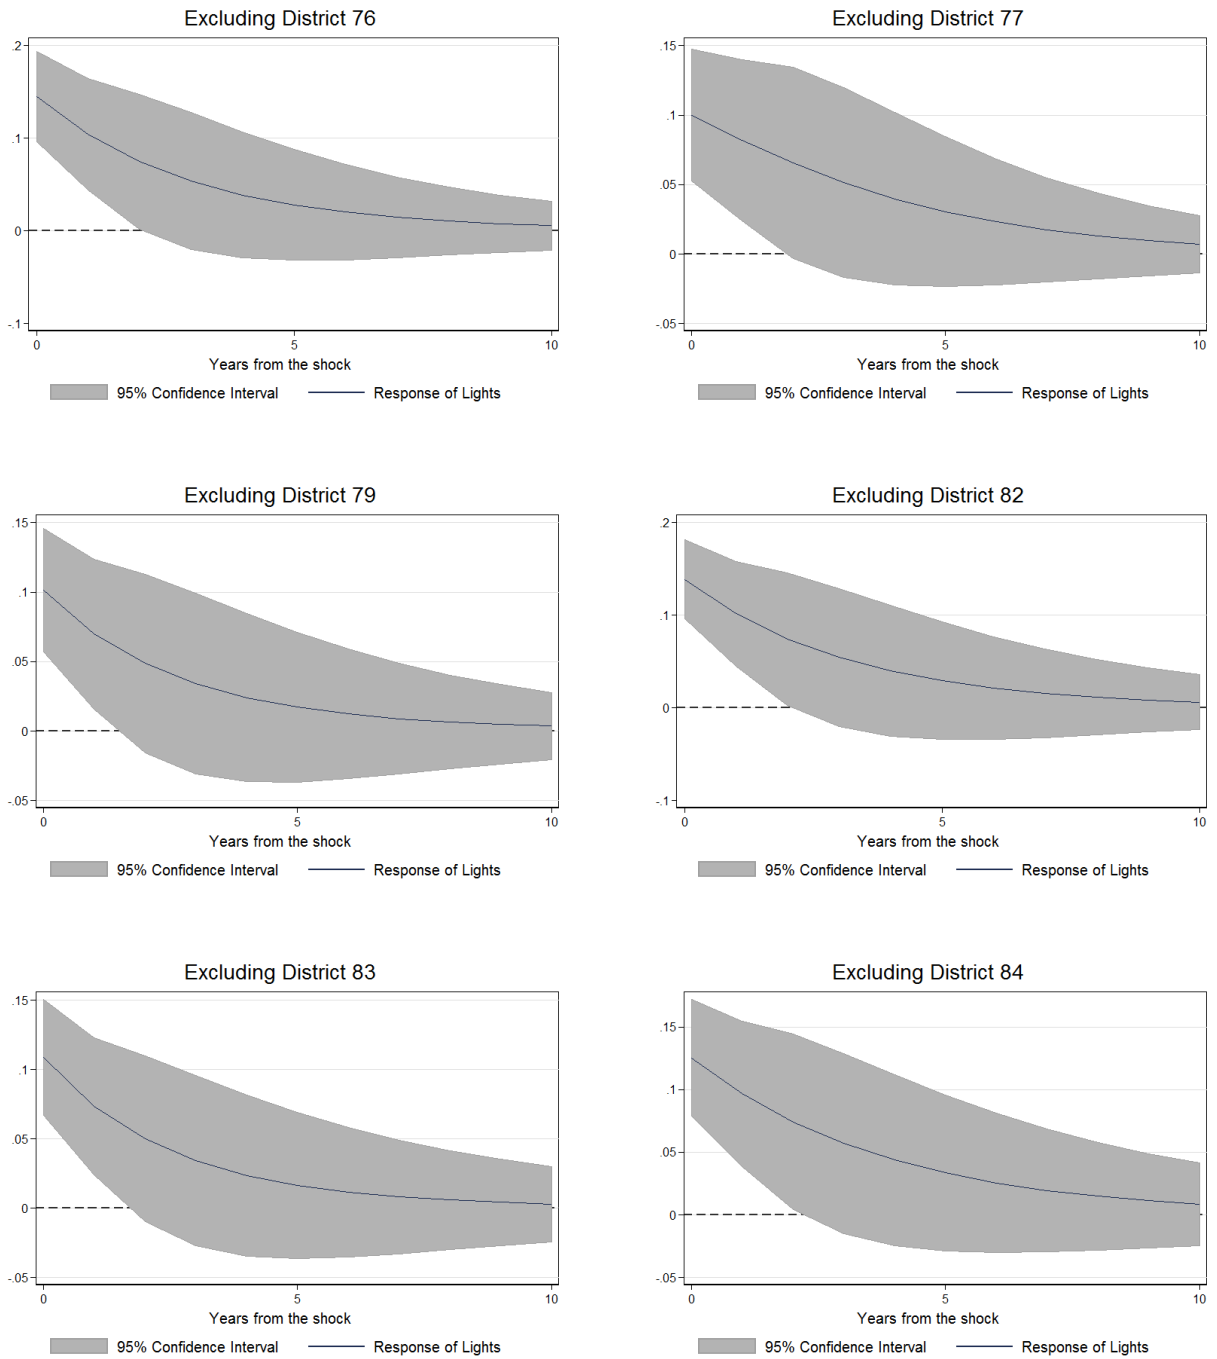 Excluding District 76
.2
.1
0
-.1
0 5 10
Years from the shock
95% Confidence Interval Response of Lights
Excluding District 77
.15
.1
.05
0
-.05
0 5 10
Years from the shock
95% Confidence Interval Response of Lights
Excluding District 79
.15
.1
.05
0
-.05
0 5 10
Years from the shock
95% Confidence Interval Response of Lights
Excluding District 82
.2
.1
0
-.1
0 5 10
Years from the shock
95% Confidence Interval Response of Lights
Excluding District 83
.15
.1
.05
0
-.05
0 5 10
Years from the shock
95% Confidence Interval Response of Lights
Excluding District 84
.15
.1
.05
0
-.05
0 5 10
Years from the shock
95% Confidence Interval Response of Lights